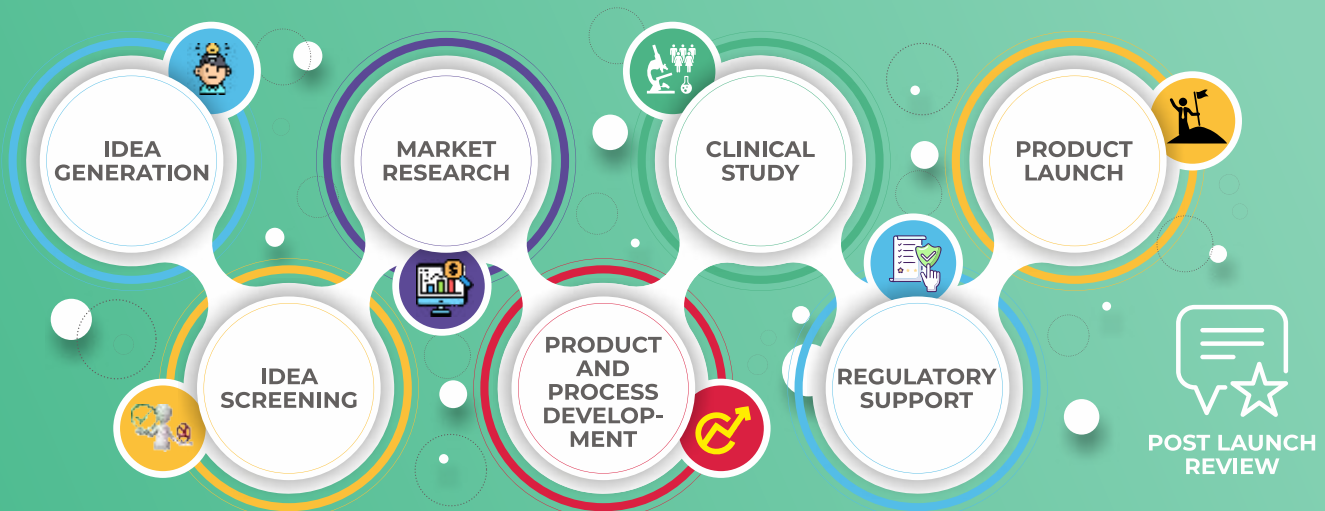 IDEA
GENERATION
IDEA
SCREENING
MARKET
RESEARCH
PRODUCT
AND
PROCESS
DEVELOP-
MENT
CLINICAL
STUDY
REGULATORY
SUPPORT
PRODUCT
LAUNCH
POST LAUNCH
REVIEW